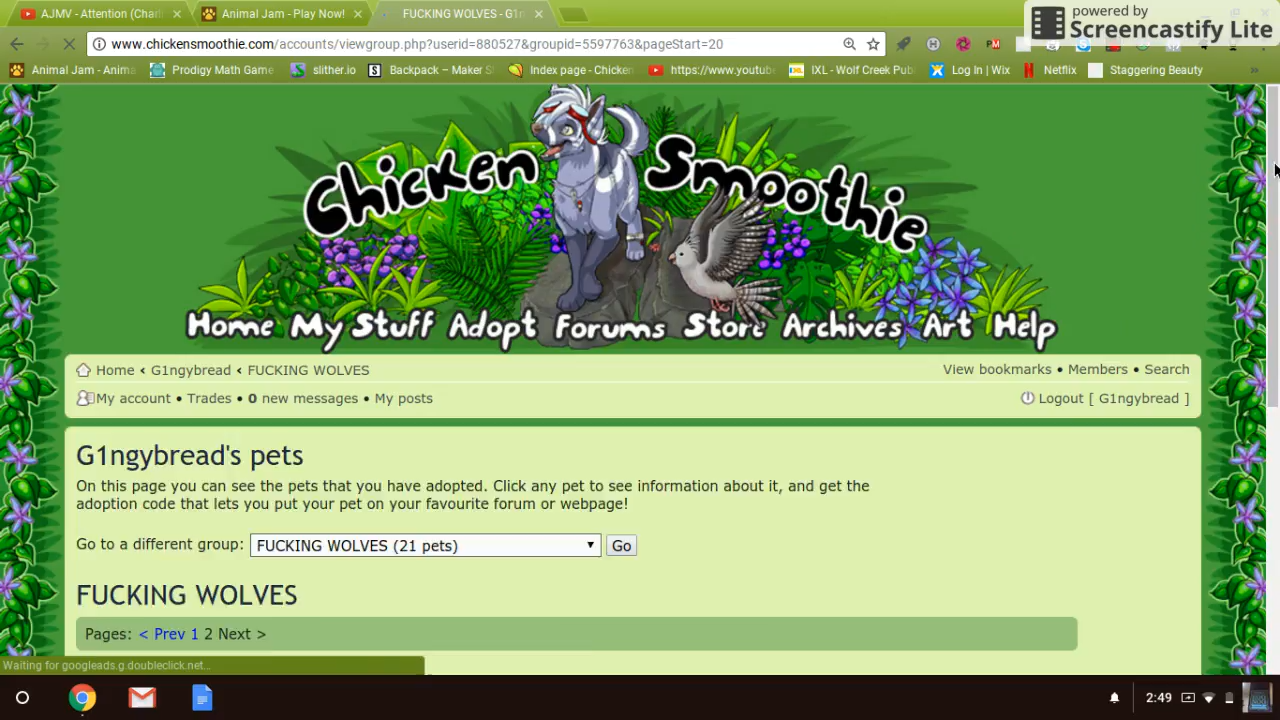 AJMV - Attention (Charli
Animal Jam - Play Now!
FUCKING WOLVES - G1n
powered by
Screencastify Lite
www.chickensmoothie.com/accounts/viewgroup.php?userid=880527&groupid=5597763&pageStart=20
Animal Jam - Anima
Prodigy Math Game
slither.io
Backpack – Maker S
Index page - Chicken
https://www.youtube
IXL - Wolf Creek Pub
Log In | Wix
Netflix
Staggering Beauty
»
Chicken Smoothie
Home My Stuff Adopt Forums Store Archives Art Help
Home ‹ G1ngybread ‹ FUCKING WOLVES
View bookmarks • Members • Search
My account • Trades • 0 new messages • My posts
Logout [ G1ngybread ]
G1ngybread's pets
On this page you can see the pets that you have adopted. Click any pet to see information about it, and get the
adoption code that lets you put your pet on your favourite forum or webpage!
Go to a different group: FUCKING WOLVES (21 pets) Go
FUCKING WOLVES
Pages: < Prev 1 2 Next >
Waiting for googleads.g.doubleclick.net...
2:49